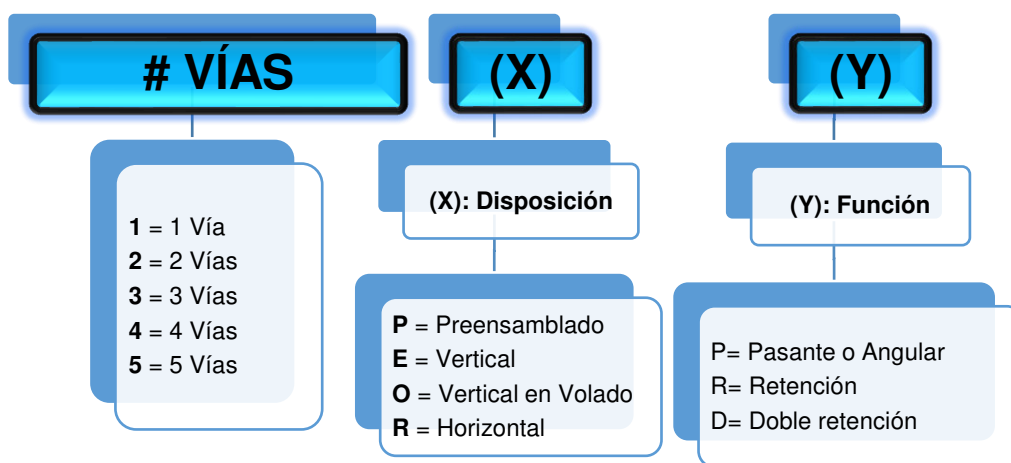 # VÍAS
(X)
(Y)
1 = 1 Vía
2 = 2 Vías
3 = 3 Vías
4 = 4 Vías
5 = 5 Vías
(X): Disposición
P = Preensamblado
E = Vertical
O = Vertical en Volado
R = Horizontal
(Y): Función
P= Pasante o Angular
R= Retención
D= Doble retención